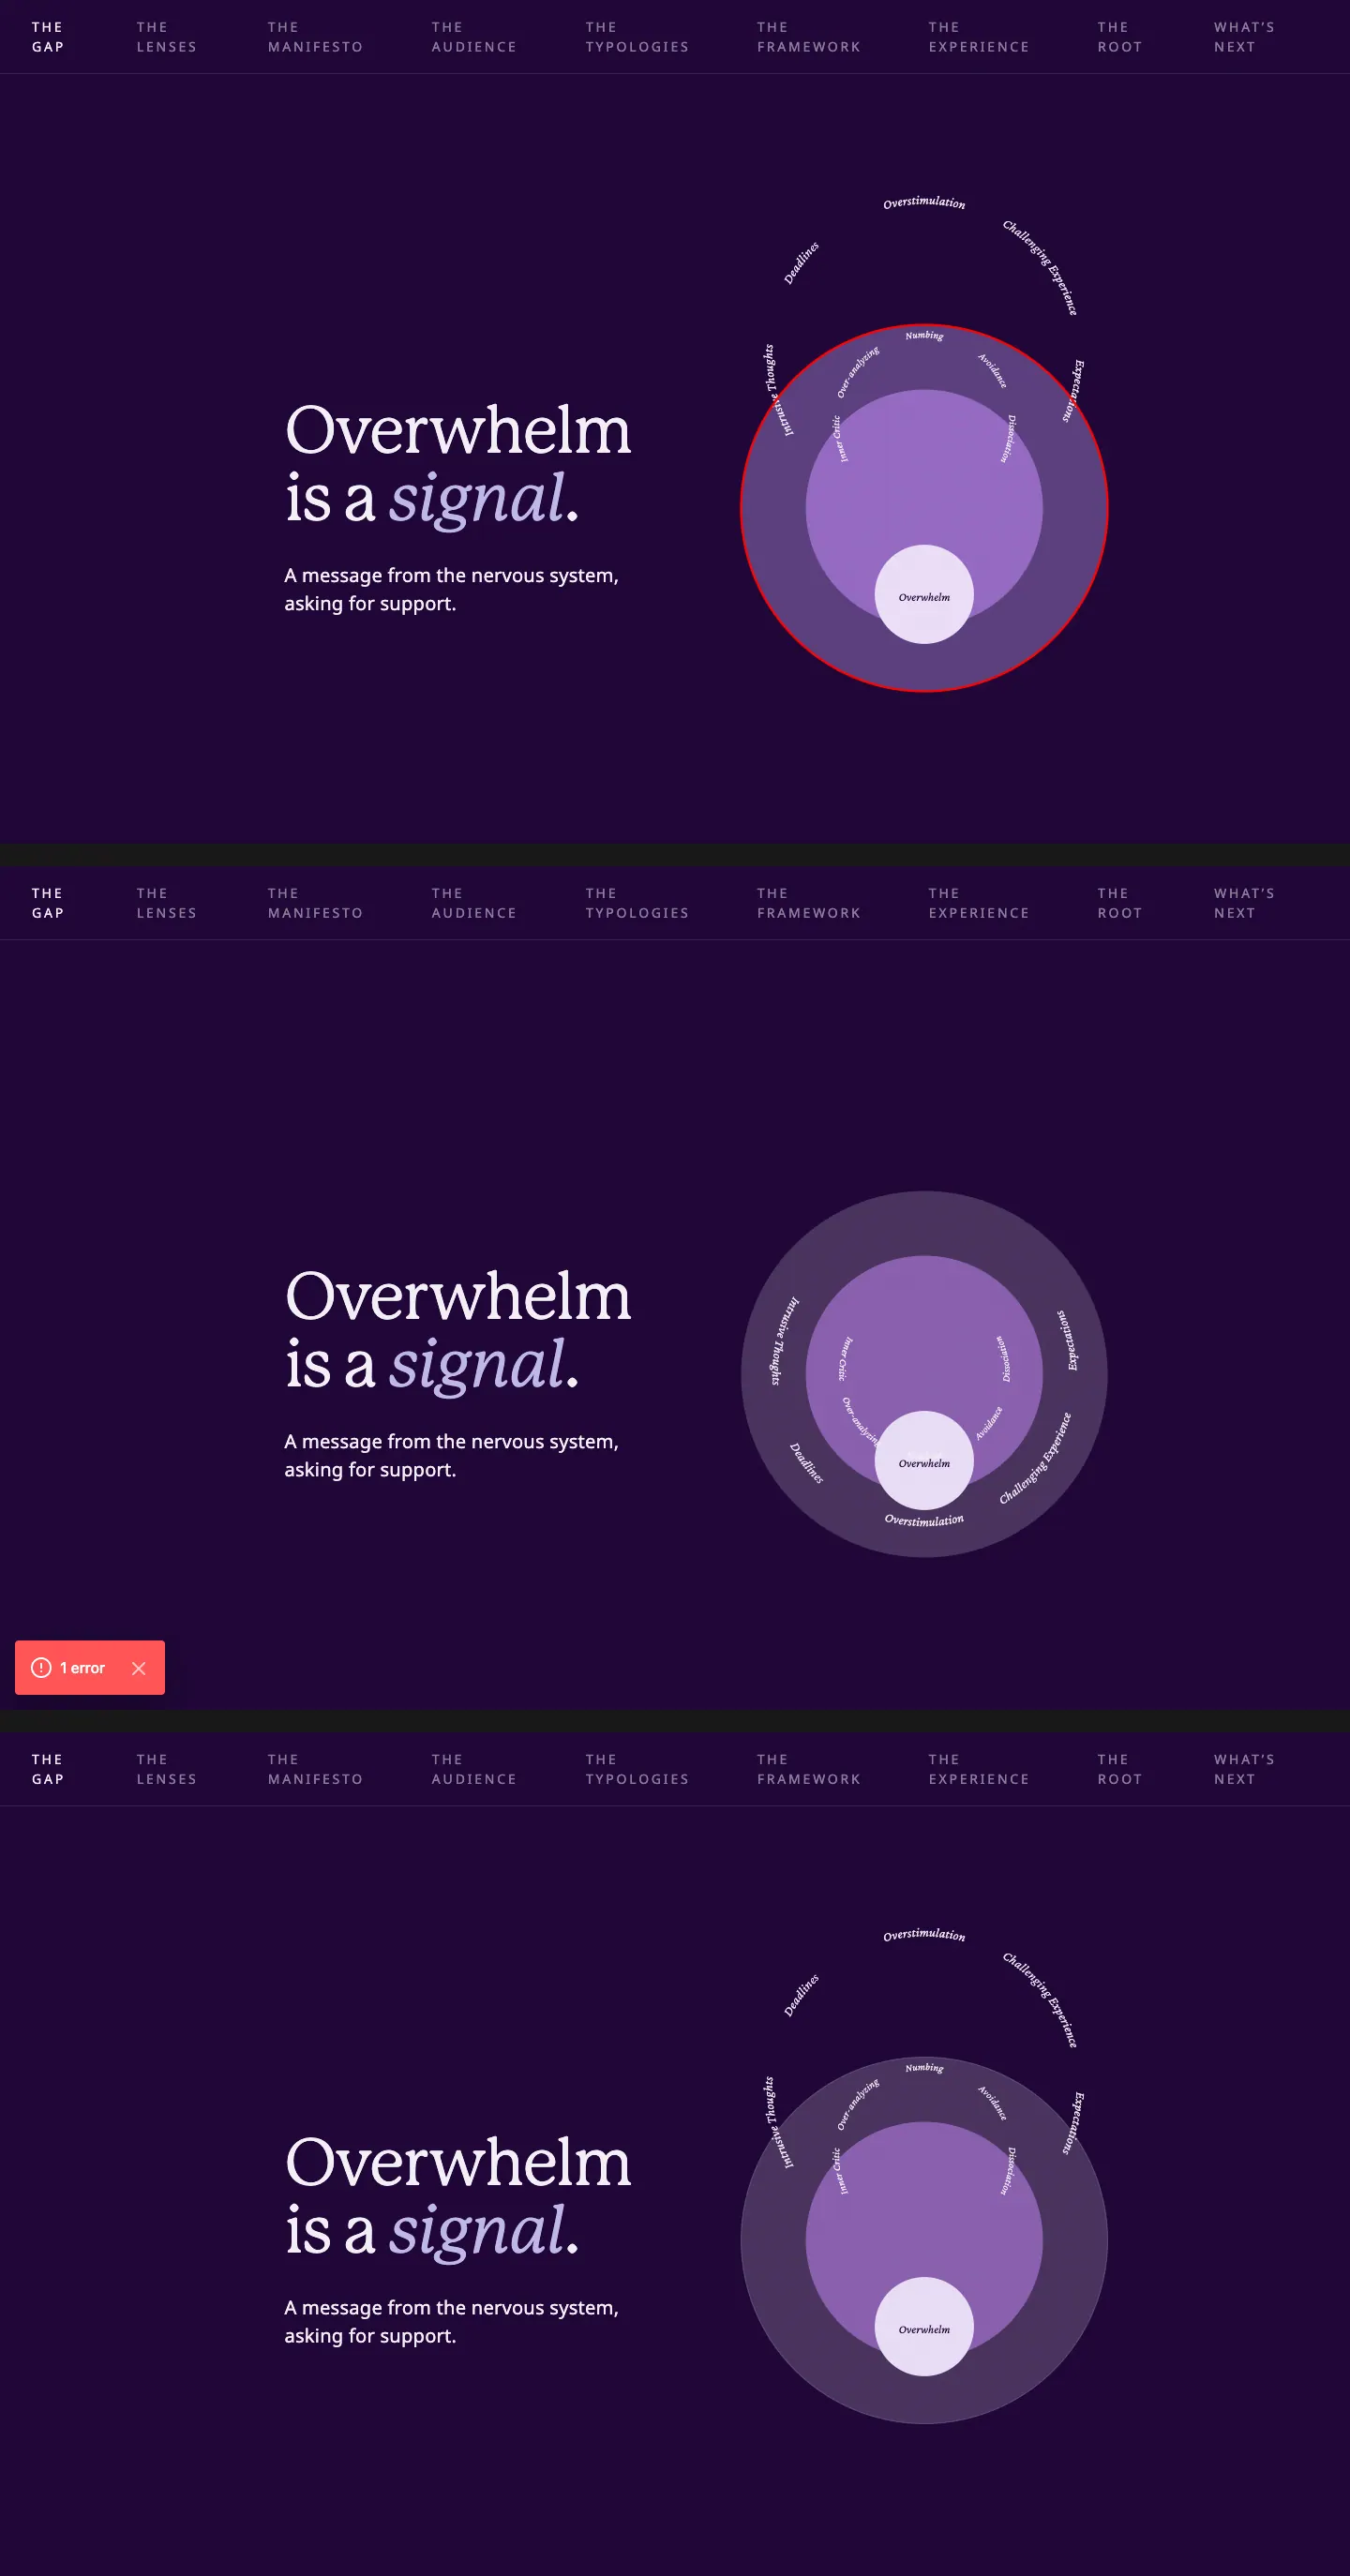 THE GAP
THE LENSES
THE MANIFESTO
THE AUDIENCE
THE TYPOLOGIES
THE FRAMEWORK
THE EXPERIENCE
THE ROOT
WHAT'S NEXT
Overstimulation
Challenging Experience
Deadlines
Numbing
Over-analyzing
Avoidance
Intrusive Thoughts
Expectations
Inner Critic
Dissociation
Overwhelm
is a signal.
A message from the nervous system,
asking for support.
Overwhelm
THE GAP
THE LENSES
THE MANIFESTO
THE AUDIENCE
THE TYPOLOGIES
THE FRAMEWORK
THE EXPERIENCE
THE ROOT
WHAT'S NEXT
Overwhelm
is a signal.
A message from the nervous system,
asking for support.
Intrusive Thoughts
Expectations
Inner Critic
Dissociation
Over-analyzing
Avoidance
Deadlines
Challenging Experience
Overwhelm
Overstimulation
1 error
THE GAP
THE LENSES
THE MANIFESTO
THE AUDIENCE
THE TYPOLOGIES
THE FRAMEWORK
THE EXPERIENCE
THE ROOT
WHAT'S NEXT
Overstimulation
Challenging Experience
Deadlines
Numbing
Over-analyzing
Avoidance
Intrusive Thoughts
Expectations
Inner Critic
Dissociation
Overwhelm
is a signal.
A message from the nervous system,
asking for support.
Overwhelm